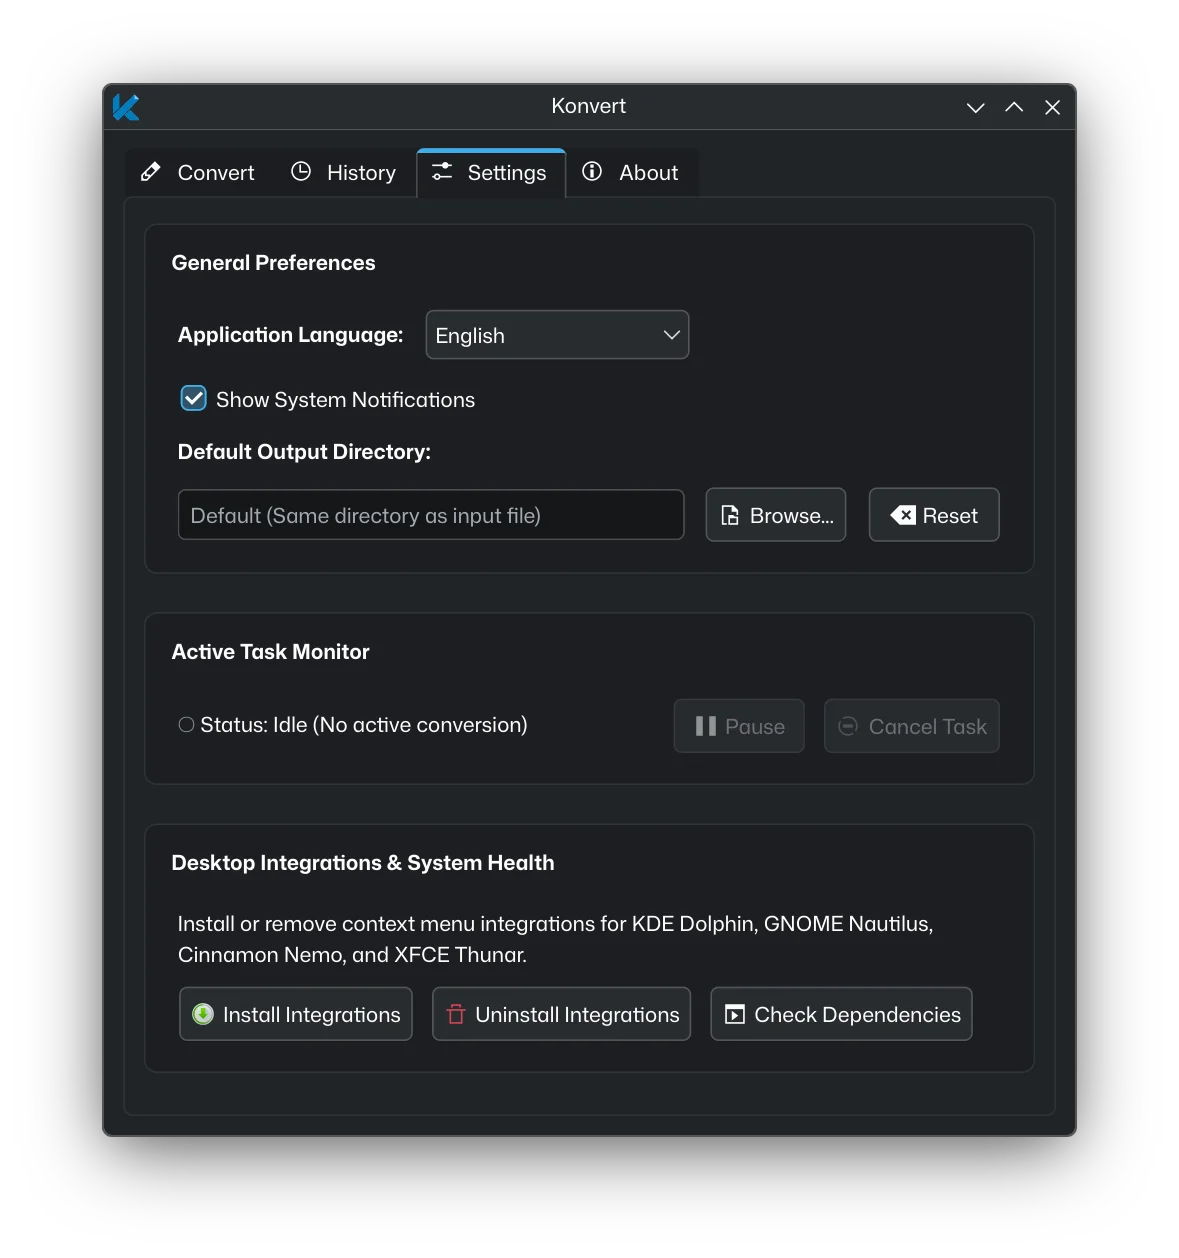 Konvert
Convert History Settings About
General Preferences
Application Language: English
Show System Notifications
Default Output Directory:
Default (Same directory as input file) Browse... Reset
Active Task Monitor
Status: Idle (No active conversion) Pause Cancel Task
Desktop Integrations & System Health
Install or remove context menu integrations for KDE Dolphin, GNOME Nautilus,
Cinnamon Nemo, and XFCE Thunar.
Install Integrations Uninstall Integrations Check Dependencies